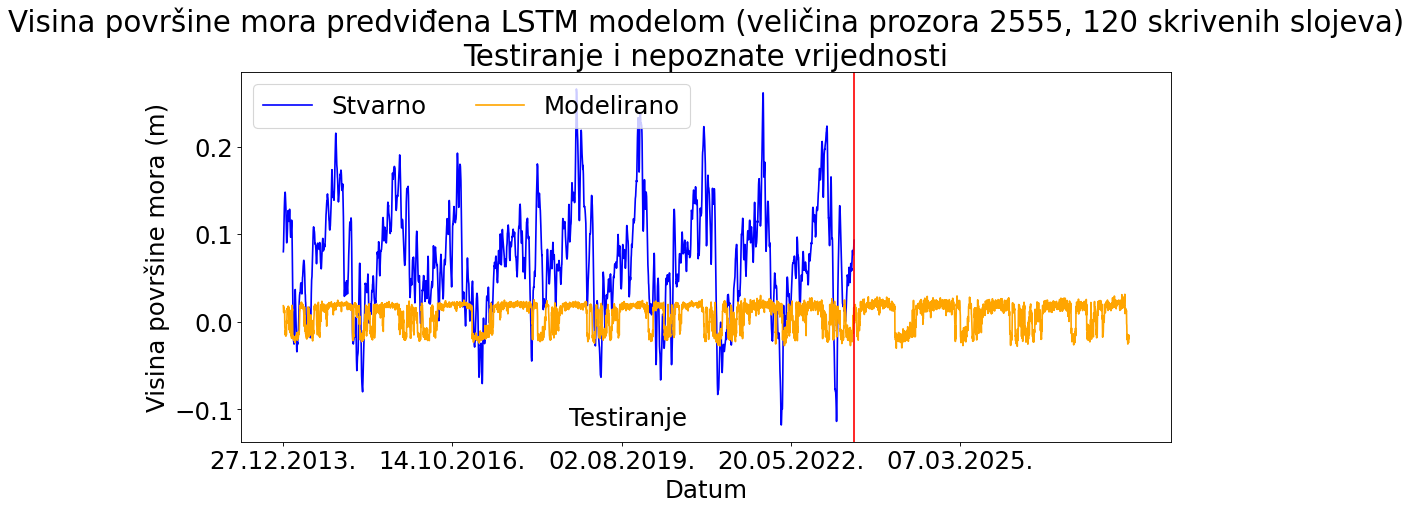 Visina površine mora predviđena LSTM modelom (veličina prozora 2555, 120 skrivenih slojeva)
Testiranje i nepoznate vrijednosti
Stvarno Modelirano
Visina površine mora (m)
0.2
0.1
0.0
−0.1
Testiranje
27.12.2013. 14.10.2016. 02.08.2019. 20.05.2022. 07.03.2025.
Datum